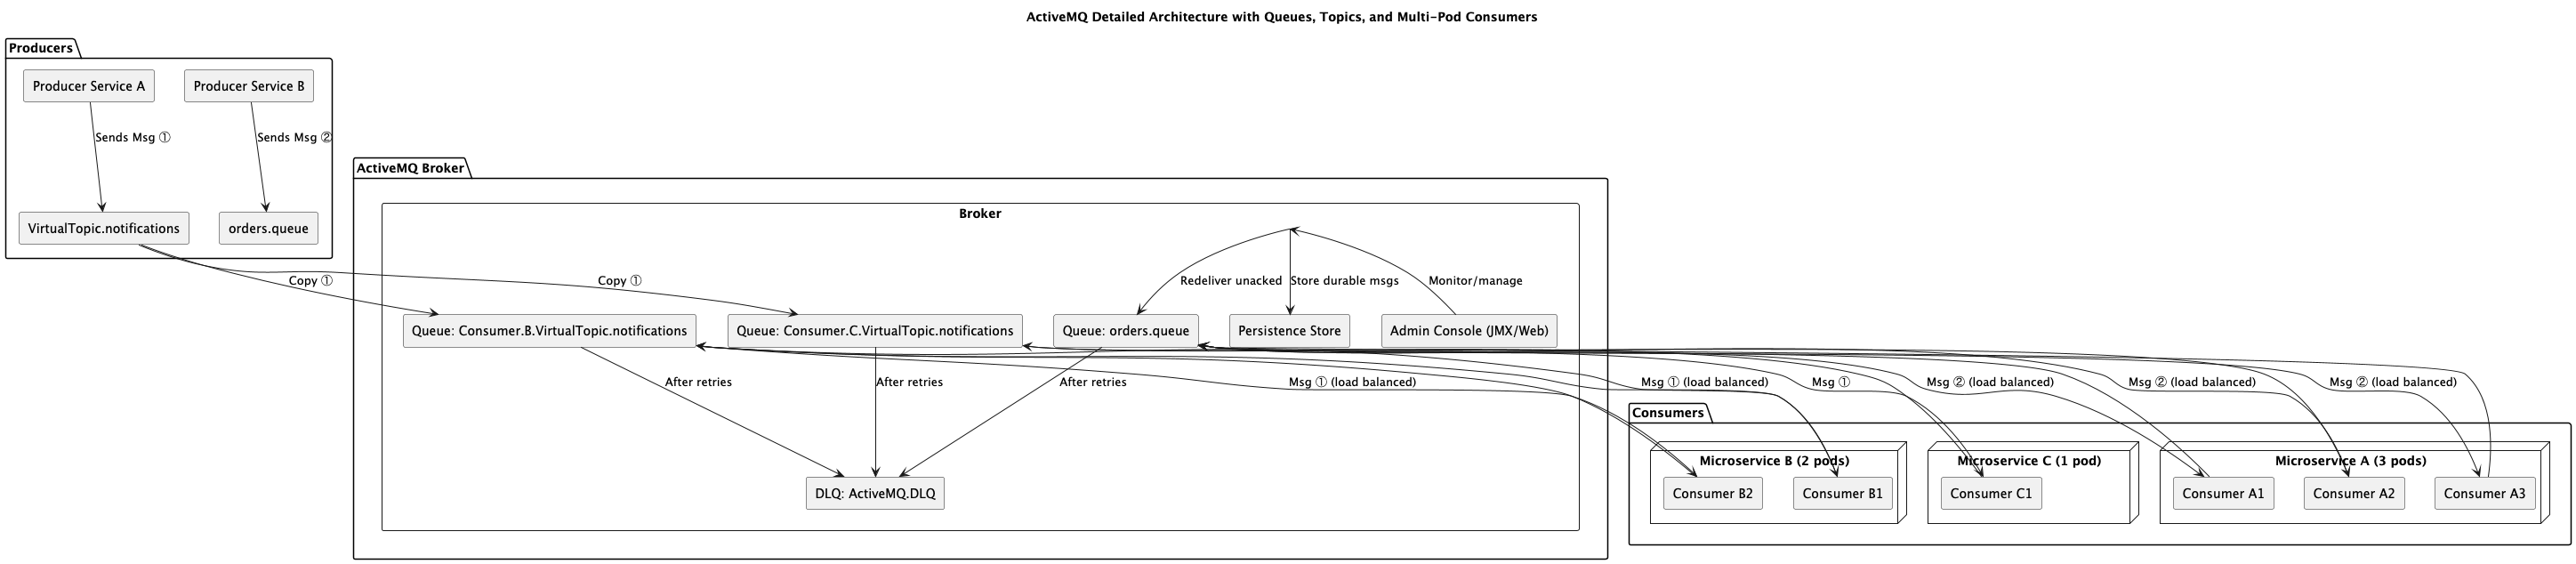 ActiveMQ Detailed Architecture with Queues, Topics, and Multi-Pod Consumers
Producers
Producer Service A
Producer Service B
Sends Msg ①
Sends Msg ②
VirtualTopic.notifications
orders.queue
ActiveMQ Broker
Broker
Copy ①
Copy ①
Redeliver unacked
Store durable msgs
Monitor/manage
Queue: Consumer.B.VirtualTopic.notifications
Queue: Consumer.C.VirtualTopic.notifications
Queue: orders.queue
Persistence Store
Admin Console (JMX/Web)
After retries
After retries
After retries
Msg ① (load balanced)
Msg ① (load balanced)
Msg ①
Msg ② (load balanced)
Msg ② (load balanced)
Msg ② (load balanced)
DLQ: ActiveMQ.DLQ
Consumers
Microservice B (2 pods)
Microservice C (1 pod)
Microservice A (3 pods)
Consumer B2
Consumer B1
Consumer C1
Consumer A1
Consumer A2
Consumer A3